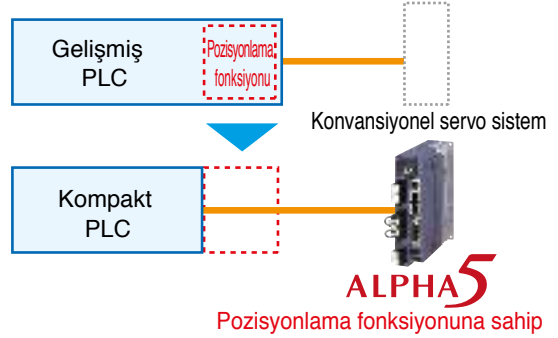 Gelişmiş
PLC
Pozisyonlama
fonksiyonu
Konvansiyonel servo sistem
Kompakt
PLC
ALPHA5
Pozisyonlama fonksiyonuna sahip